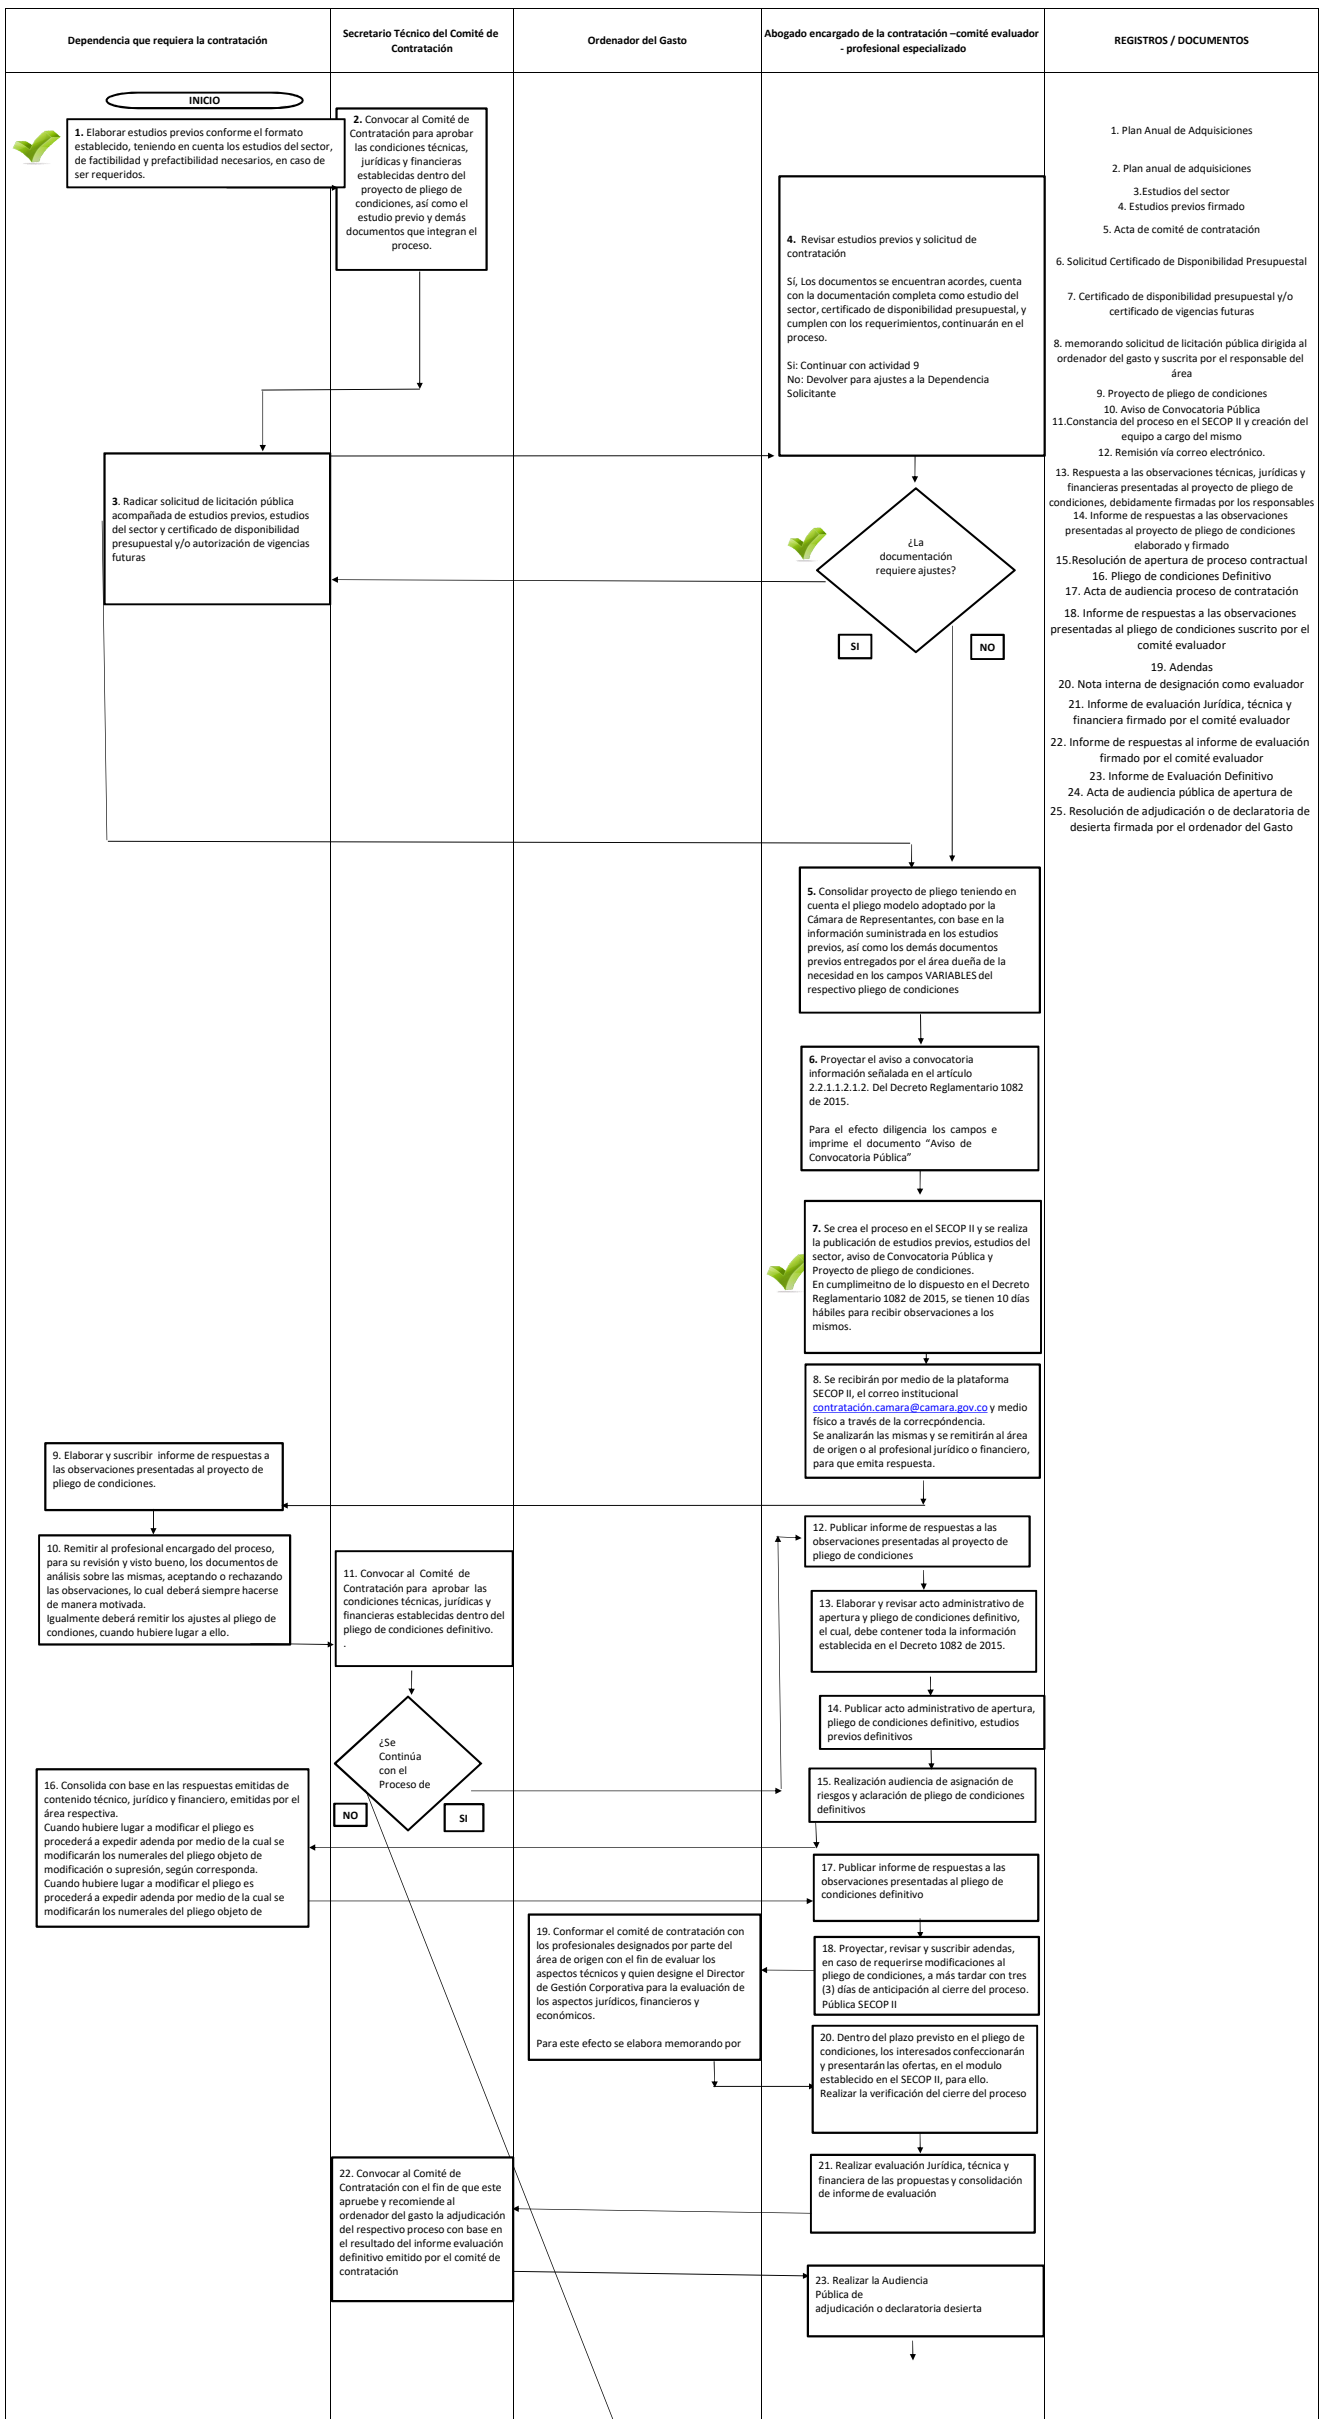 Dependencia que requiera la contratación
Secretario Técnico del Comité de
Contratación
Ordenador del Gasto
Abogado encargado de la contratación –comité evaluador
- profesional especializado
REGISTROS / DOCUMENTOS
INICIO
1. Elaborar estudios previos conforme el formato
establecido, teniendo en cuenta los estudios del sector,
de factibilidad y prefactibilidad necesarios, en caso de
ser requeridos.
2. Convocar al Comité de
Contratación para aprobar
las condiciones técnicas,
jurídicas y financieras
establecidas dentro del
proyecto de pliego de
condiciones, así como el
estudio previo y demás
documentos que integran el
proceso.
4. Revisar estudios previos y solicitud de
contratación
Sí, Los documentos se encuentran acordes, cuenta
con la documentación completa como estudio del
sector, certificado de disponibilidad presupuestal, y
cumplen con los requerimientos, continuarán en el
proceso.
Si: Continuar con actividad 9
No: Devolver para ajustes a la Dependencia
Solicitante
3. Radicar solicitud de licitación pública
acompañada de estudios previos, estudios
del sector y certificado de disponibilidad
presupuestal y/o autorización de vigencias
futuras
¿La
documentación
requiere ajustes?
SI
NO
1. Plan Anual de Adquisiciones
2. Plan anual de adquisiciones
3.Estudios del sector
4. Estudios previos firmado
5. Acta de comité de contratación
6. Solicitud Certificado de Disponibilidad Presupuestal
7. Certificado de disponibilidad presupuestal y/o
certificado de vigencias futuras
8. memorando solicitud de licitación pública dirigida al
ordenador del gasto y suscrita por el responsable del
área
9. Proyecto de pliego de condiciones
10. Aviso de Convocatoria Pública
11.Constancia del proceso en el SECOP II y creación del
equipo a cargo del mismo
12. Remisión vía correo electrónico.
13. Respuesta a las observaciones técnicas, jurídicas y
financieras presentadas al proyecto de pliego de
condiciones, debidamente firmadas por los responsables
14. Informe de respuestas a las observaciones
presentadas al proyecto de pliego de condiciones
elaborado y firmado
15.Resolución de apertura de proceso contractual
16. Pliego de condiciones Definitivo
17. Acta de audiencia proceso de contratación
18. Informe de respuestas a las observaciones
presentadas al pliego de condiciones suscrito por el
comité evaluador
19. Adendas
20. Nota interna de designación como evaluador
21. Informe de evaluación Jurídica, técnica y
financiera firmado por el comité evaluador
22. Informe de respuestas al informe de evaluación
firmado por el comité evaluador
23. Informe de Evaluación Definitivo
24. Acta de audiencia pública de apertura de
25. Resolución de adjudicación o de declaratoria de
desierta firmada por el ordenador del Gasto
5. Consolidar proyecto de pliego teniendo en
cuenta el pliego modelo adoptado por la
Cámara de Representantes, con base en la
información suministrada en los estudios
previos, así como los demás documentos
previos entregados por el área dueña de la
necesidad en los campos VARIABLES del
respectivo pliego de condiciones
6. Proyectar el aviso a convocatoria
información señalada en el artículo
2.2.1.1.2.1.2. Del Decreto Reglamentario 1082
de 2015.
Para el efecto diligencia los campos e
imprime el documento “Aviso de
Convocatoria Pública”
7. Se crea el proceso en el SECOP II y se realiza
la publicación de estudios previos, estudios del
sector, aviso de Convocatoria Pública y
Proyecto de pliego de condiciones.
En cumplimeitno de lo dispuesto en el Decreto
Reglamentario 1082 de 2015, se tienen 10 días
hábiles para recibir observaciones a los
mismos.
8. Se recibirán por medio de la plataforma
SECOP II, el correo institucional
contratación.camara@camara.gov.co y medio
físico a través de la correcpóndencia.
Se analizarán las mismas y se remitirán al área
de origen o al profesional jurídico o financiero,
para que emita respuesta.
9. Elaborar y suscribir informe de respuestas a
las observaciones presentadas al proyecto de
pliego de condiciones.
10. Remitir al profesional encargado del proceso,
para su revisión y visto bueno, los documentos de
análisis sobre las mismas, aceptando o rechazando
las observaciones, lo cual deberá siempre hacerse
de manera motivada.
Igualmente deberá remitir los ajustes al pliego de
condiones, cuando hubiere lugar a ello.
11. Convocar al Comité de
Contratación para aprobar las
condiciones técnicas, jurídicas y
financieras establecidas dentro del
pliego de condiciones definitivo.
.
12. Publicar informe de respuestas a las
observaciones presentadas al proyecto de
pliego de condiciones
13. Elaborar y revisar acto administrativo de
apertura y pliego de condiciones definitivo,
el cual, debe contener toda la información
establecida en el Decreto 1082 de 2015.
14. Publicar acto administrativo de apertura,
pliego de condiciones definitivo, estudios
previos definitivos
¿Se
Continúa
con el
Proceso de
NO
SI
15. Realización audiencia de asignación de
riesgos y aclaración de pliego de condiciones
definitivos
16. Consolida con base en las respuestas emitidas de
contenido técnico, jurídico y financiero, emitidas por el
área respectiva.
Cuando hubiere lugar a modificar el pliego es
procederá a expedir adenda por medio de la cual se
modificarán los numerales del pliego objeto de
modificación o supresión, según corresponda.
Cuando hubiere lugar a modificar el pliego es
procederá a expedir adenda por medio de la cual se
modificarán los numerales del pliego objeto de
17. Publicar informe de respuestas a las
observaciones presentadas al pliego de
condiciones definitivo
18. Proyectar, revisar y suscribir adendas,
en caso de requerirse modificaciones al
pliego de condiciones, a más tardar con tres
(3) días de anticipación al cierre del proceso.
Pública SECOP II
19. Conformar el comité de contratación con
los profesionales designados por parte del
área de origen con el fin de evaluar los
aspectos técnicos y quien designe el Director
de Gestión Corporativa para la evaluación de
los aspectos jurídicos, financieros y
económicos.
Para este efecto se elabora memorando por
20. Dentro del plazo previsto en el pliego de
condiciones, los interesados confeccionarán
y presentarán las ofertas, en el modulo
establecido en el SECOP II, para ello.
Realizar la verificación del cierre del proceso
21. Realizar evaluación Jurídica, técnica y
financiera de las propuestas y consolidación
de informe de evaluación
22. Convocar al Comité de
Contratación con el fin de que este
apruebe y recomiende al
ordenador del gasto la adjudicación
del respectivo proceso con base en
el resultado del informe evaluación
definitivo emitido por el comité de
contratación
23. Realizar la Audiencia
Pública de
adjudicación o declaratoria desierta